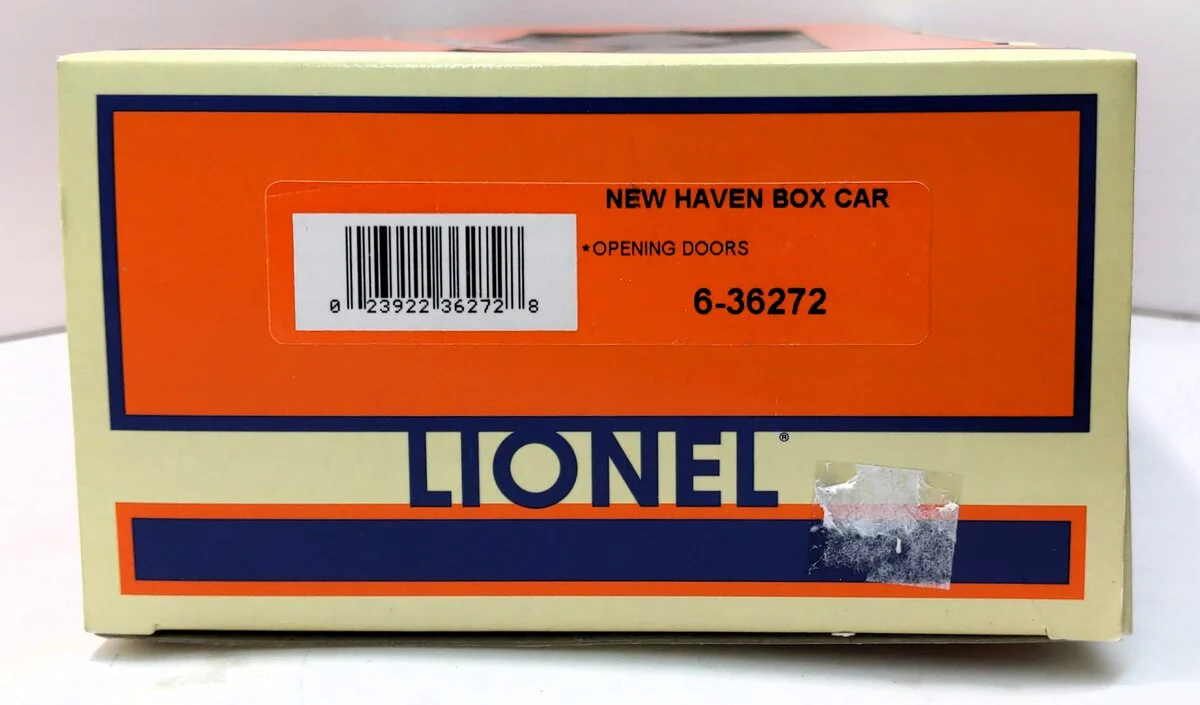 NEW HAVEN BOX CAR
*OPENING DOORS
6-36272
0 23922 36272 8
LIONEL®